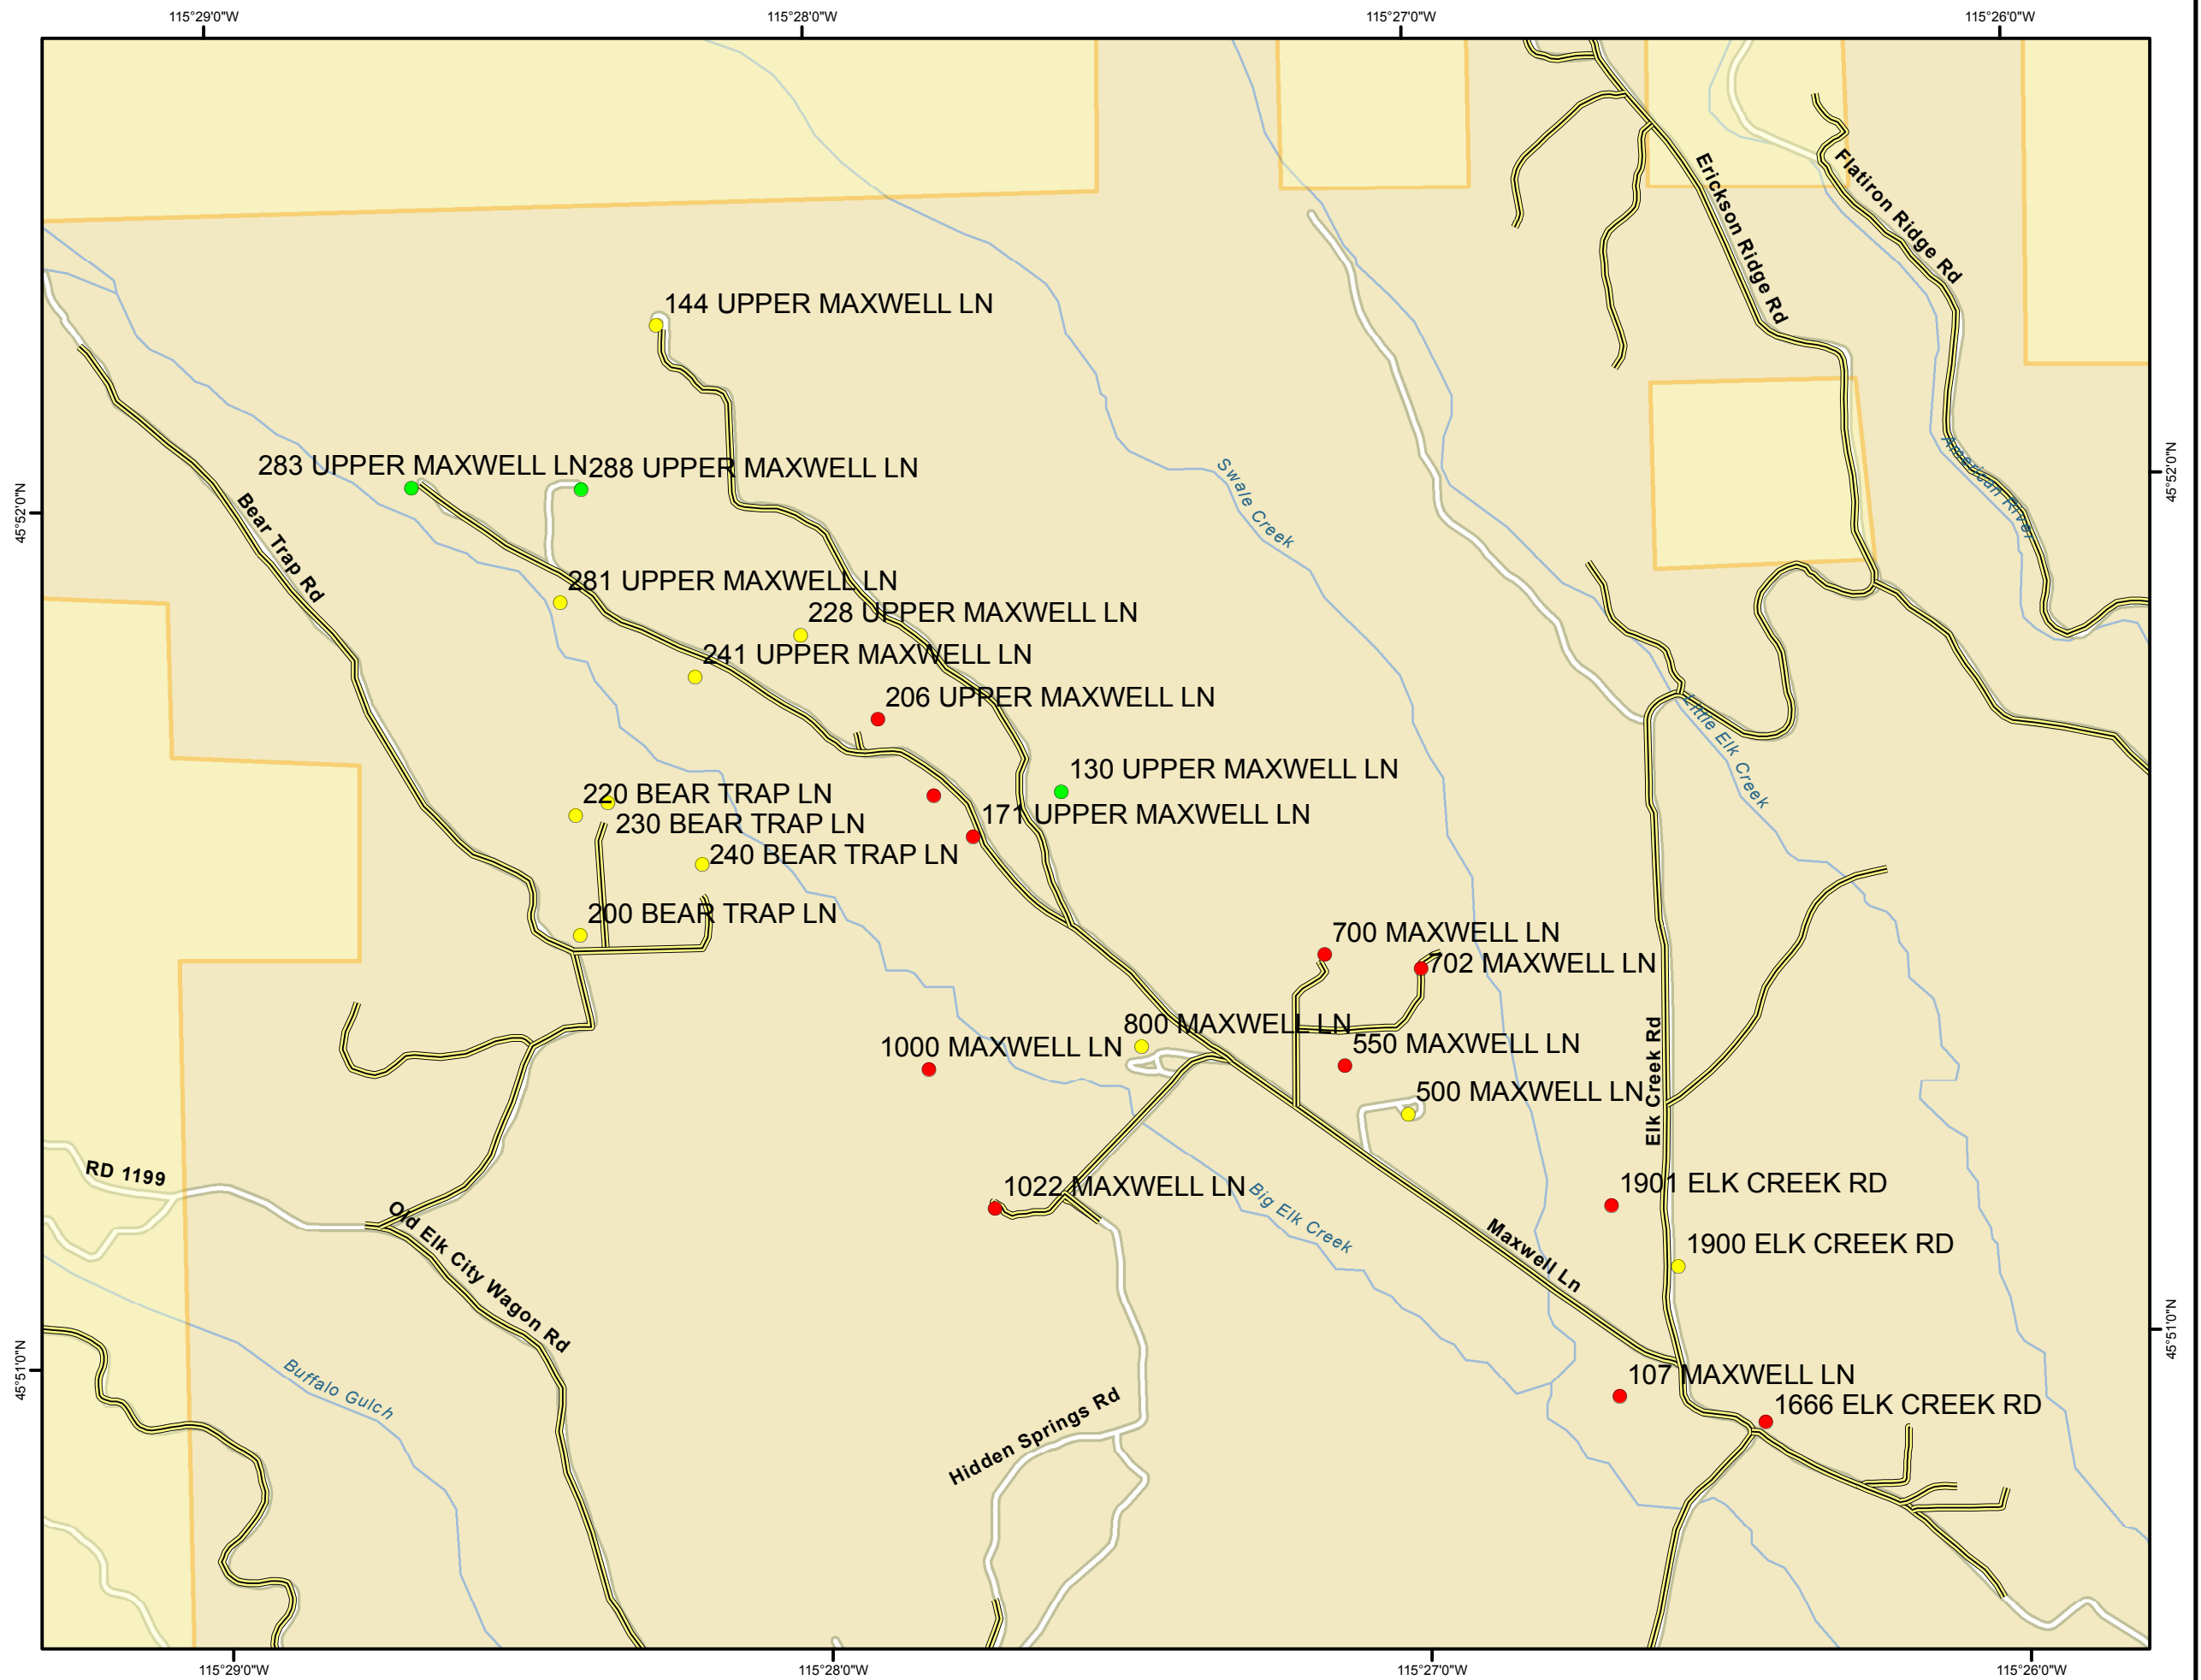 115°29'0"W
115°28'0"W
115°27'0"W
115°26'0"W
Erickson Ridge Rd
Flatiron Ridge Rd
144 UPPER MAXWELL LN
283 UPPER MAXWELL LN
288 UPPER MAXWELL LN
Swale Creek
American River
45°52'0"N
45°52'0"N
Bear Trap Rd
281 UPPER MAXWELL LN
228 UPPER MAXWELL LN
241 UPPER MAXWELL LN
206 UPPER MAXWELL LN
Little Elk Creek
130 UPPER MAXWELL LN
220 BEAR TRAP LN
171 UPPER MAXWELL LN
230 BEAR TRAP LN
240 BEAR TRAP LN
200 BEAR TRAP LN
700 MAXWELL LN
702 MAXWELL LN
800 MAXWELL LN
1000 MAXWELL LN
550 MAXWELL LN
500 MAXWELL LN
Elk Creek Rd
RD 1199
1022 MAXWELL LN
1901 ELK CREEK RD
Big Elk Creek
Maxwell Ln
1900 ELK CREEK RD
Old Elk City Wagon Rd
45°51'0"N
45°51'0"N
Buffalo Gulch
107 MAXWELL LN
1666 ELK CREEK RD
Hidden Springs Rd
115°29'0"W
115°28'0"W
115°27'0"W
115°26'0"W